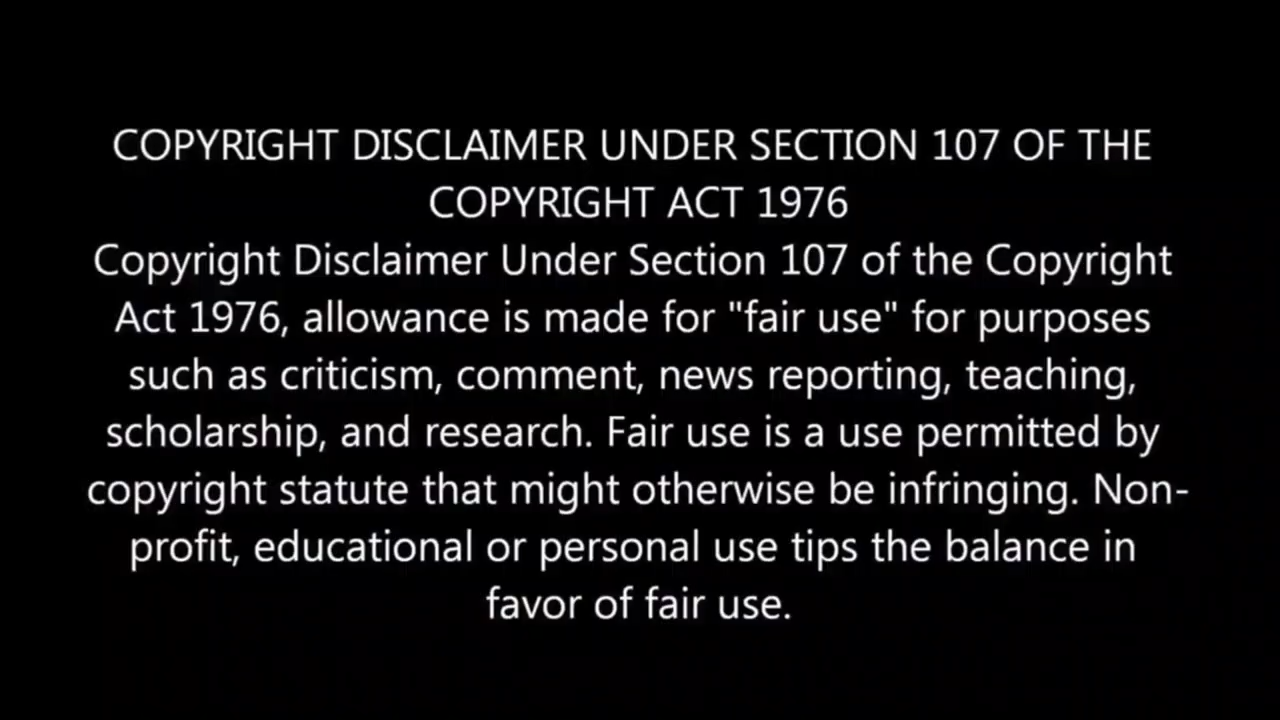 COPYRIGHT DISCLAIMER UNDER SECTION 107 OF THE
COPYRIGHT ACT 1976
Copyright Disclaimer Under Section 107 of the Copyright
Act 1976, allowance is made for "fair use" for purposes
such as criticism, comment, news reporting, teaching,
scholarship, and research. Fair use is a use permitted by
copyright statute that might otherwise be infringing. Non-
profit, educational or personal use tips the balance in
favor of fair use.